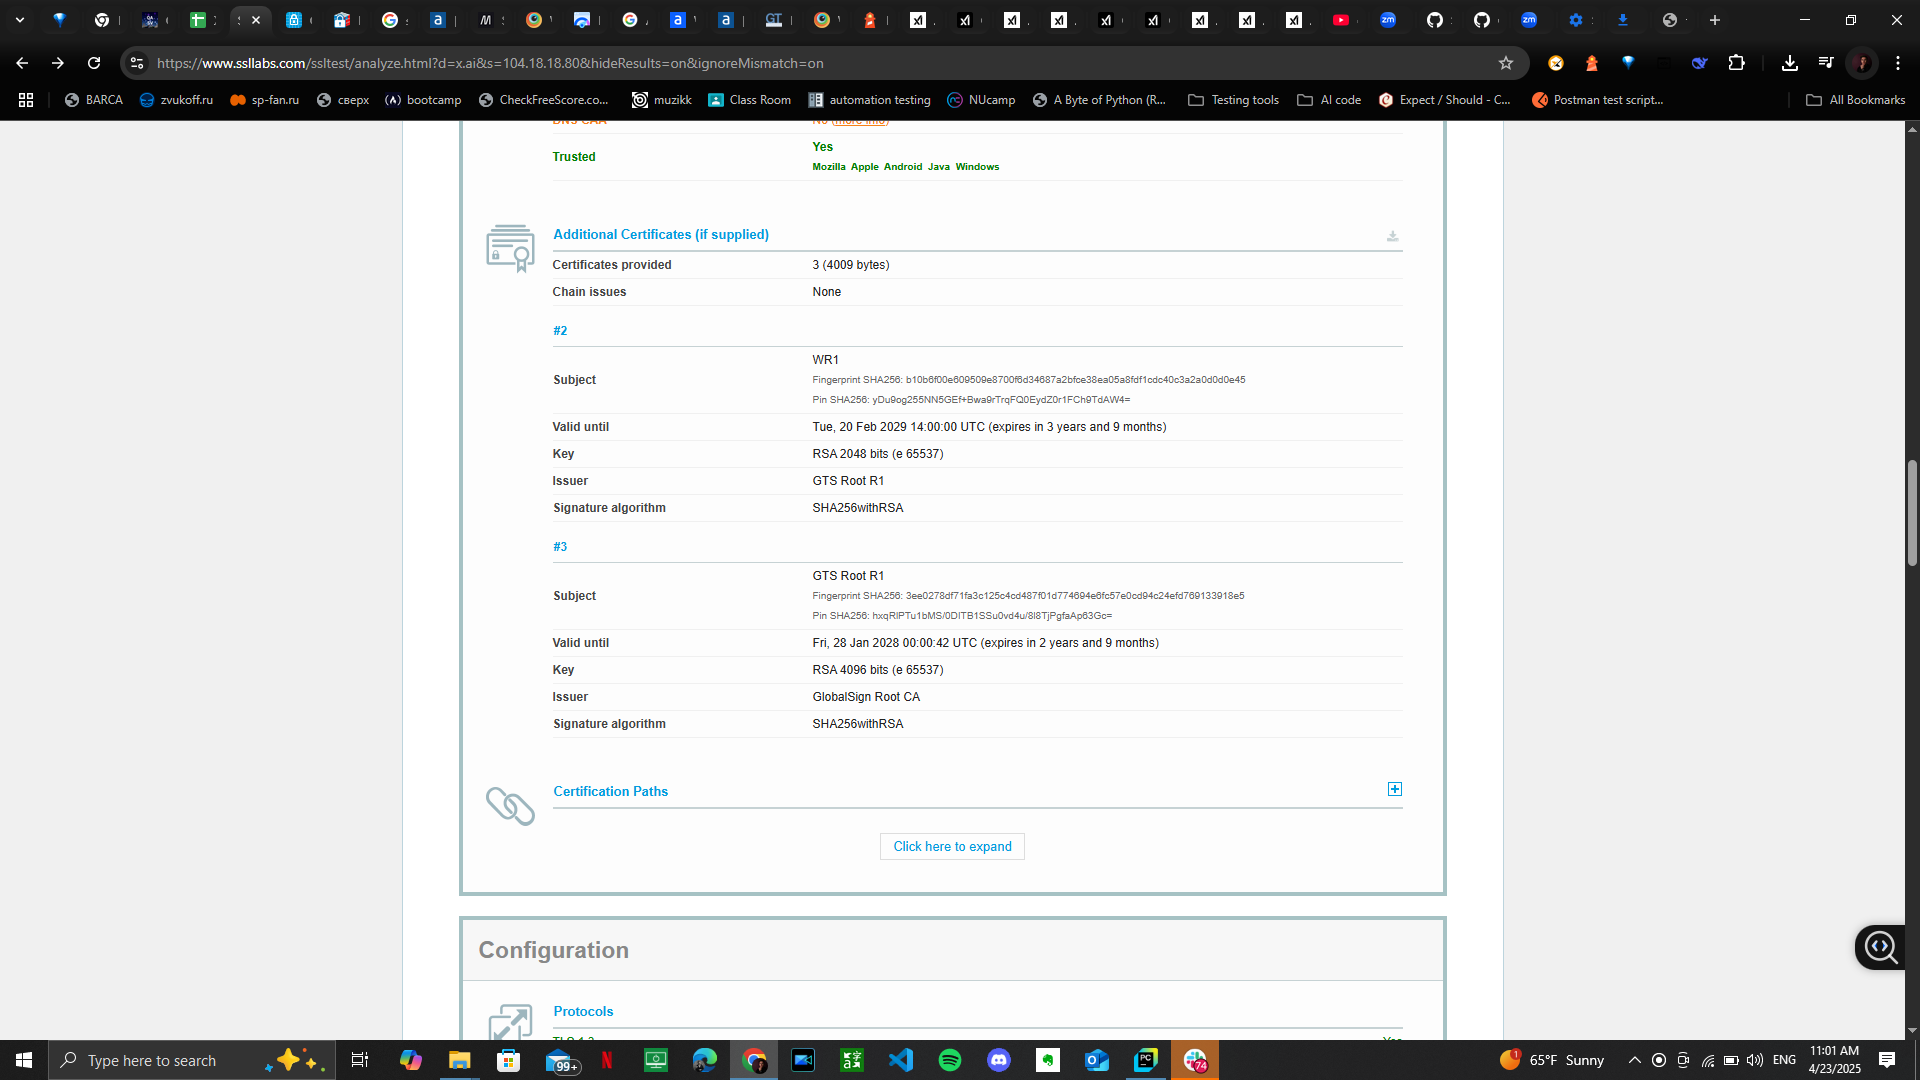 https://www.ssllabs.com/ssltest/analyze.html?d=x.ai&s=104.18.18.80&hideResults=on&ignoreMismatch=on
BARCA zvukoff.ru sp-fan.ru сверх bootcamp CheckFreeScore.co... muzikk Class Room automation testing NUcamp A Byte of Python (R... Testing tools AI code Expect / Should - C... Postman test script... All Bookmarks
DNS CAA No (more info)
Trusted
Yes
Mozilla Apple Android Java Windows
Additional Certificates (if supplied)
Certificates provided 3 (4009 bytes)
Chain issues None
#2
Subject
WR1
Fingerprint SHA256: b10b6f00e609509e8700f6d34687a2bfce38ea05a8fdf1cdc40c3a2a0d0d0e45
Pin SHA256: yDu9og255NN5GEf+Bwa9rTrqFQ0EydZ0r1FCh9TdAW4=
Valid until Tue, 20 Feb 2029 14:00:00 UTC (expires in 3 years and 9 months)
Key RSA 2048 bits (e 65537)
Issuer GTS Root R1
Signature algorithm SHA256withRSA
#3
Subject
GTS Root R1
Fingerprint SHA256: 3ee0278df71fa3c125c4cd487f01d774694e6fc57e0cd94c24efd769133918e5
Pin SHA256: hxqRlPTu1bMS/0DITB1SSu0vd4u/8l8TjPgfaAp63Gc=
Valid until Fri, 28 Jan 2028 00:00:42 UTC (expires in 2 years and 9 months)
Key RSA 4096 bits (e 65537)
Issuer GlobalSign Root CA
Signature algorithm SHA256withRSA
Certification Paths
Click here to expand
Configuration
Protocols
Type here to search
99+
74
65°F Sunny
ENG
11:01 AM
4/23/2025